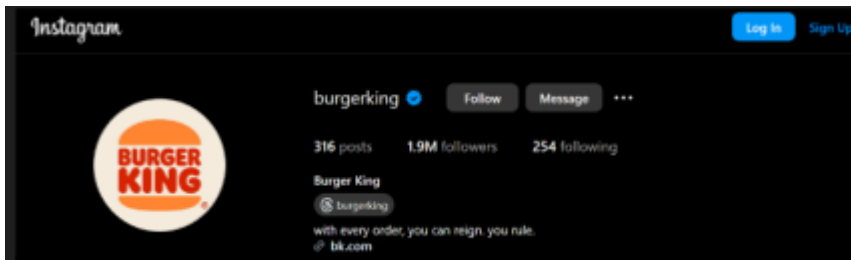 Instagram
Log In
Sign Up
burgerking
Follow
Message
316 posts
1.9M followers
254 following
BURGER
KING
Burger King
burgerking
with every order, you can reign. you rule.
bk.com